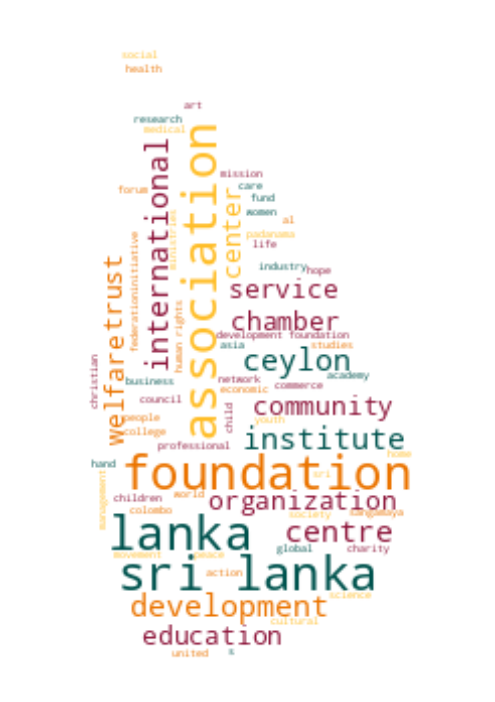 social
health
art
research
medical
mission
care
forum
fund
women
al
padanama
life
association
international
center
ministries
federation
initiative
welfare
trust
human rights
industry
hope
service
chamber
development foundation
asia
studies
ceylon
christian
business
network
academy
economic
commerce
council
child
community
people
youth
college
institute
professional
home
hand
foundation
sri
management
children
world
organization
colombo
society
sangamaya
lanka
centre
movement
peace
global
charity
sri lanka
action
science
development
cultural
education
united
s